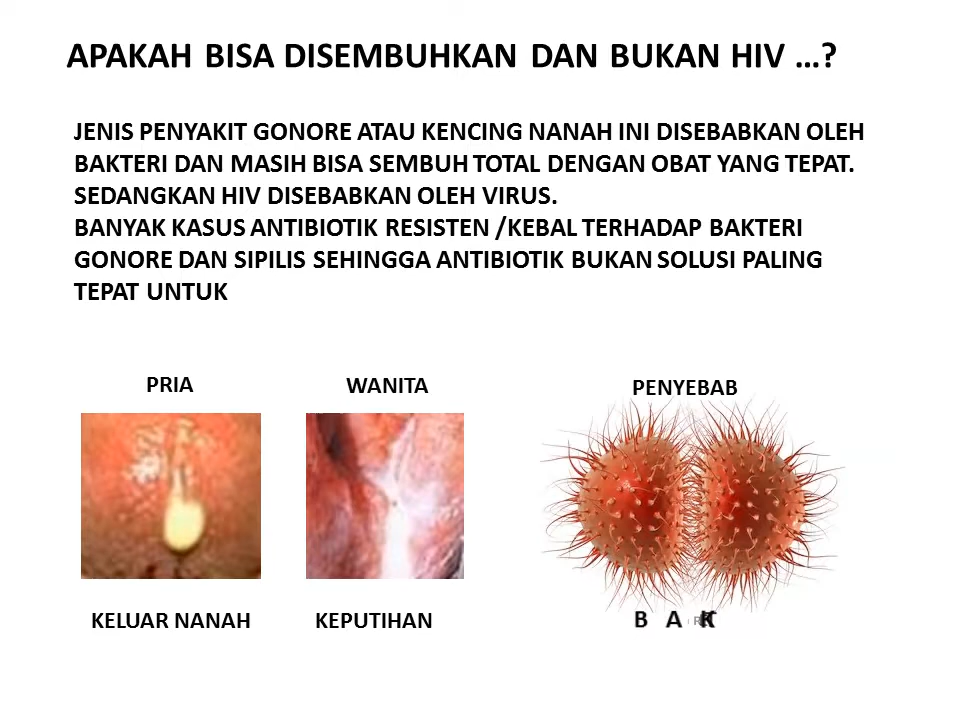 APAKAH BISA DISEMBUHKAN DAN BUKAN HIV ...?
JENIS PENYAKIT GONORE ATAU KENCING NANAH INI DISEBABKAN OLEH
BAKTERI DAN MASIH BISA SEMBUH TOTAL DENGAN OBAT YANG TEPAT.
SEDANGKAN HIV DISEBABKAN OLEH VIRUS.
BANYAK KASUS ANTIBIOTIK RESISTEN /KEBAL TERHADAP BAKTERI
GONORE DAN SIPILIS SEHINGGA ANTIBIOTIK BUKAN SOLUSI PALING
TEPAT UNTUK
PRIA WANITA PENYEBAB
KELUAR NANAH KEPUTIHAN B A K